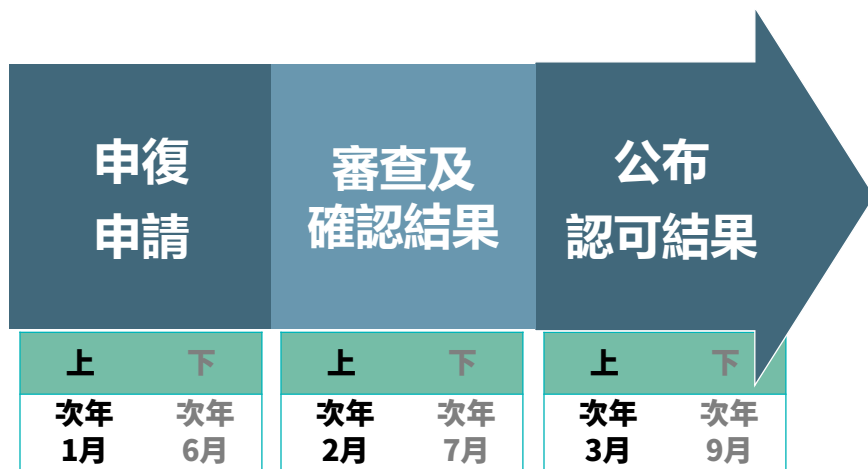 申復
申請
審查及
確認結果
公布
認可結果
上 下
次年 次年
1月 6月
上 下
次年 次年
2月 7月
上 下
次年 次年
3月 9月